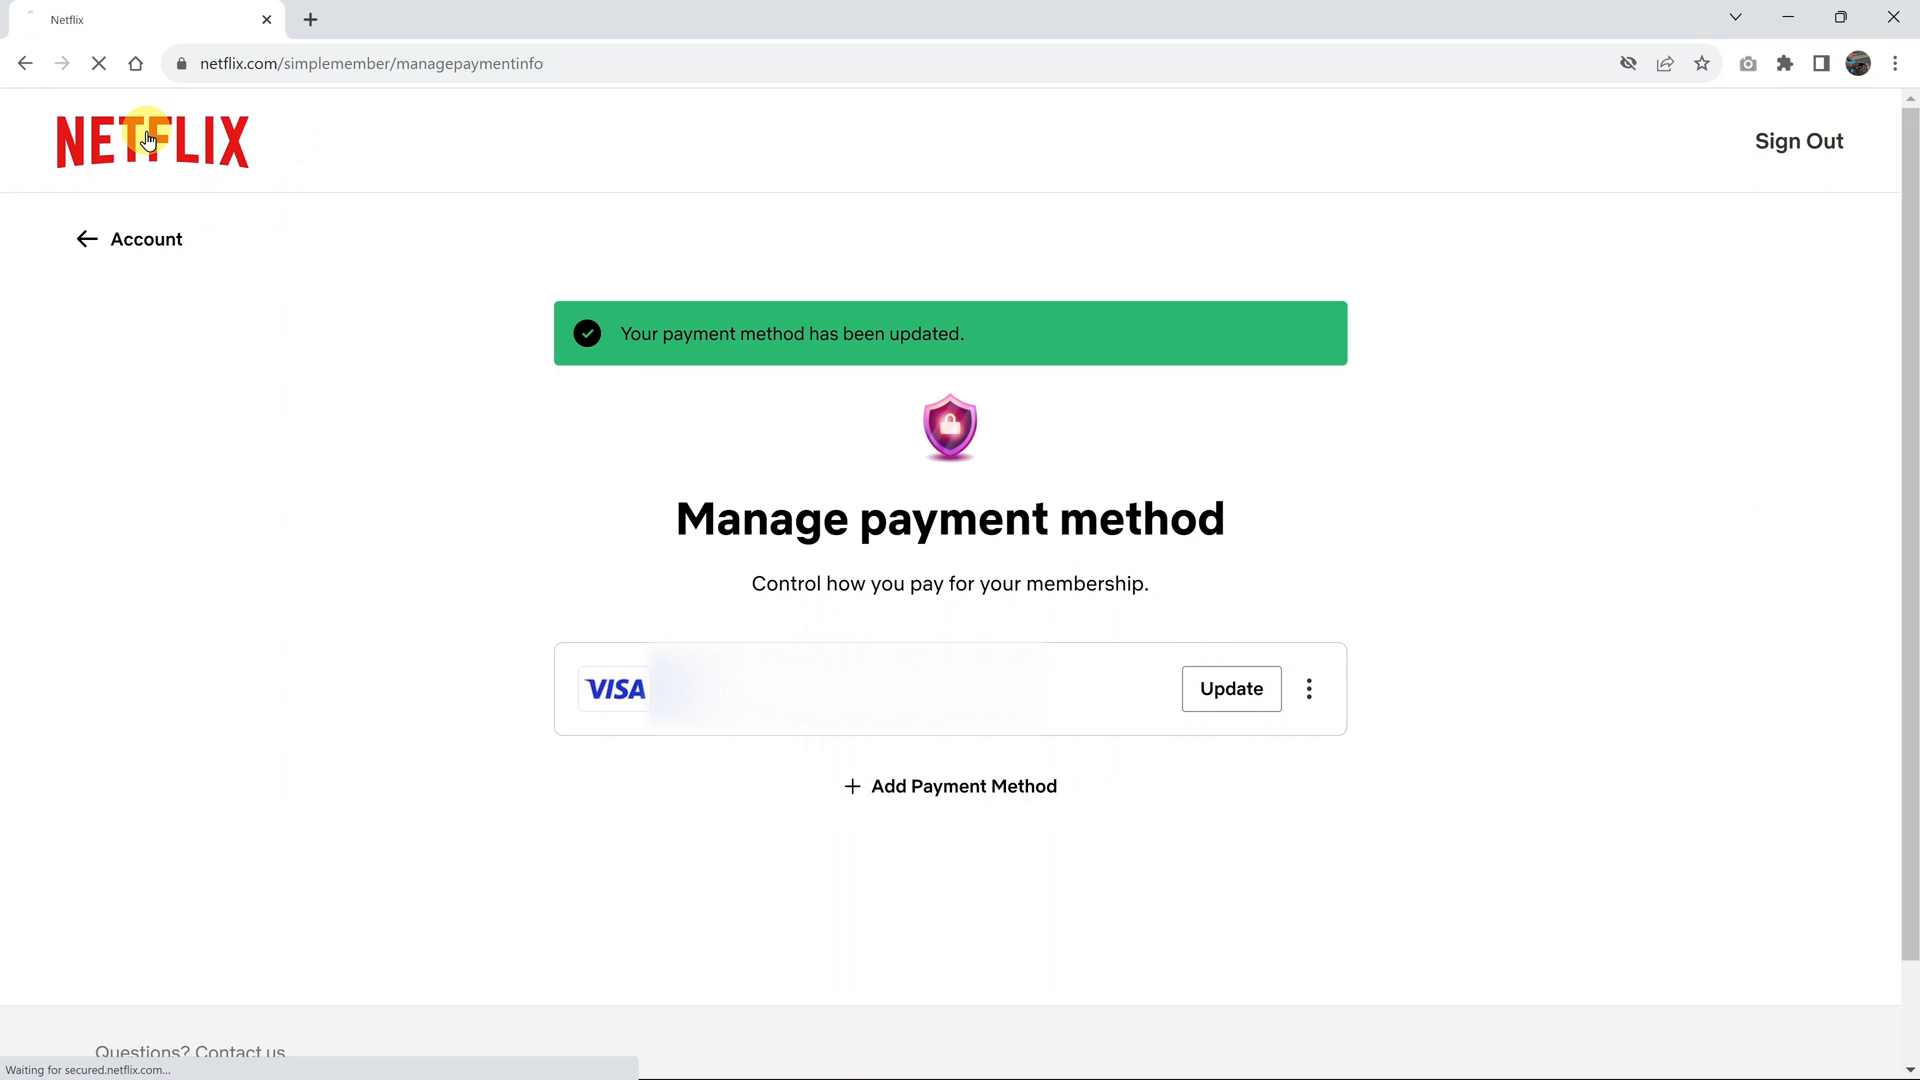 Netflix
netflix.com/simplemember/managepaymentinfo
NETFLIX
Sign Out
Account
Your payment method has been updated.
Manage payment method
Control how you pay for your membership.
VISA
Update
Add Payment Method
Questions? Contact us
Waiting for secured.netflix.com...